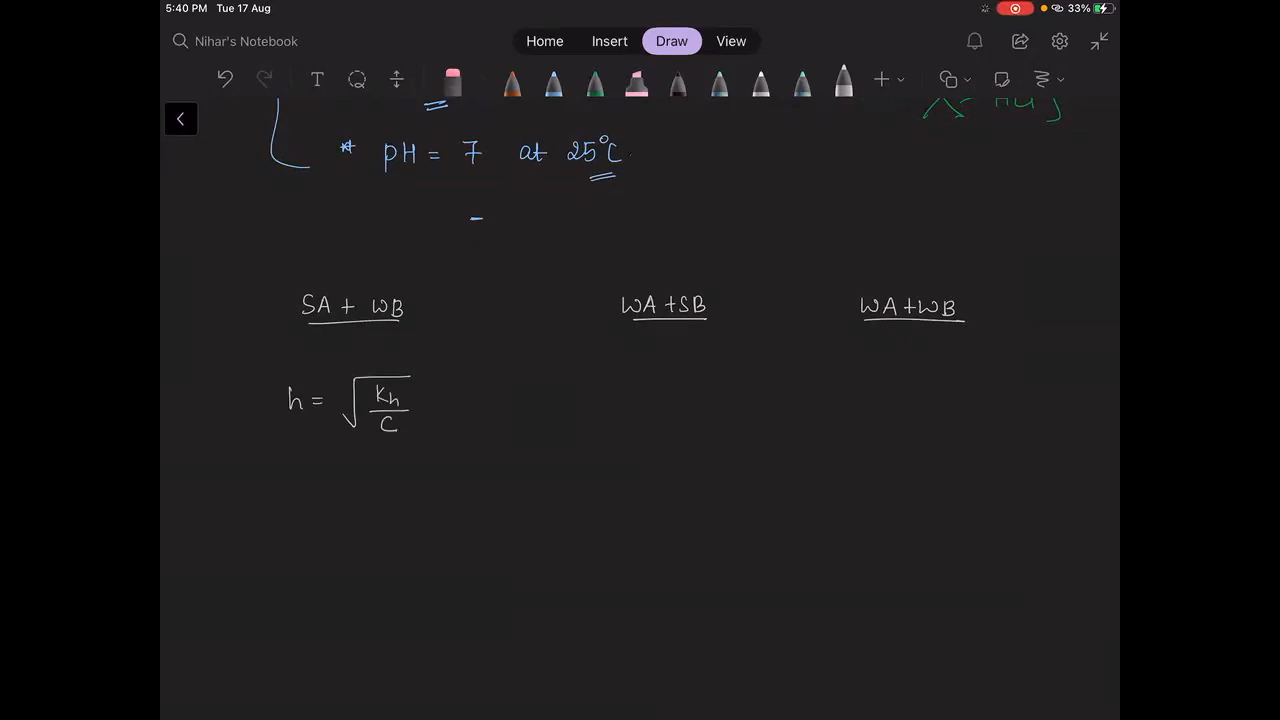 5:40 PM Tue 17 Aug 33%
Nihar's Notebook Home Insert Draw View
* pH = 7 at 25°C
SA + WB WA + SB WA + WB
h = √(Kh/C)